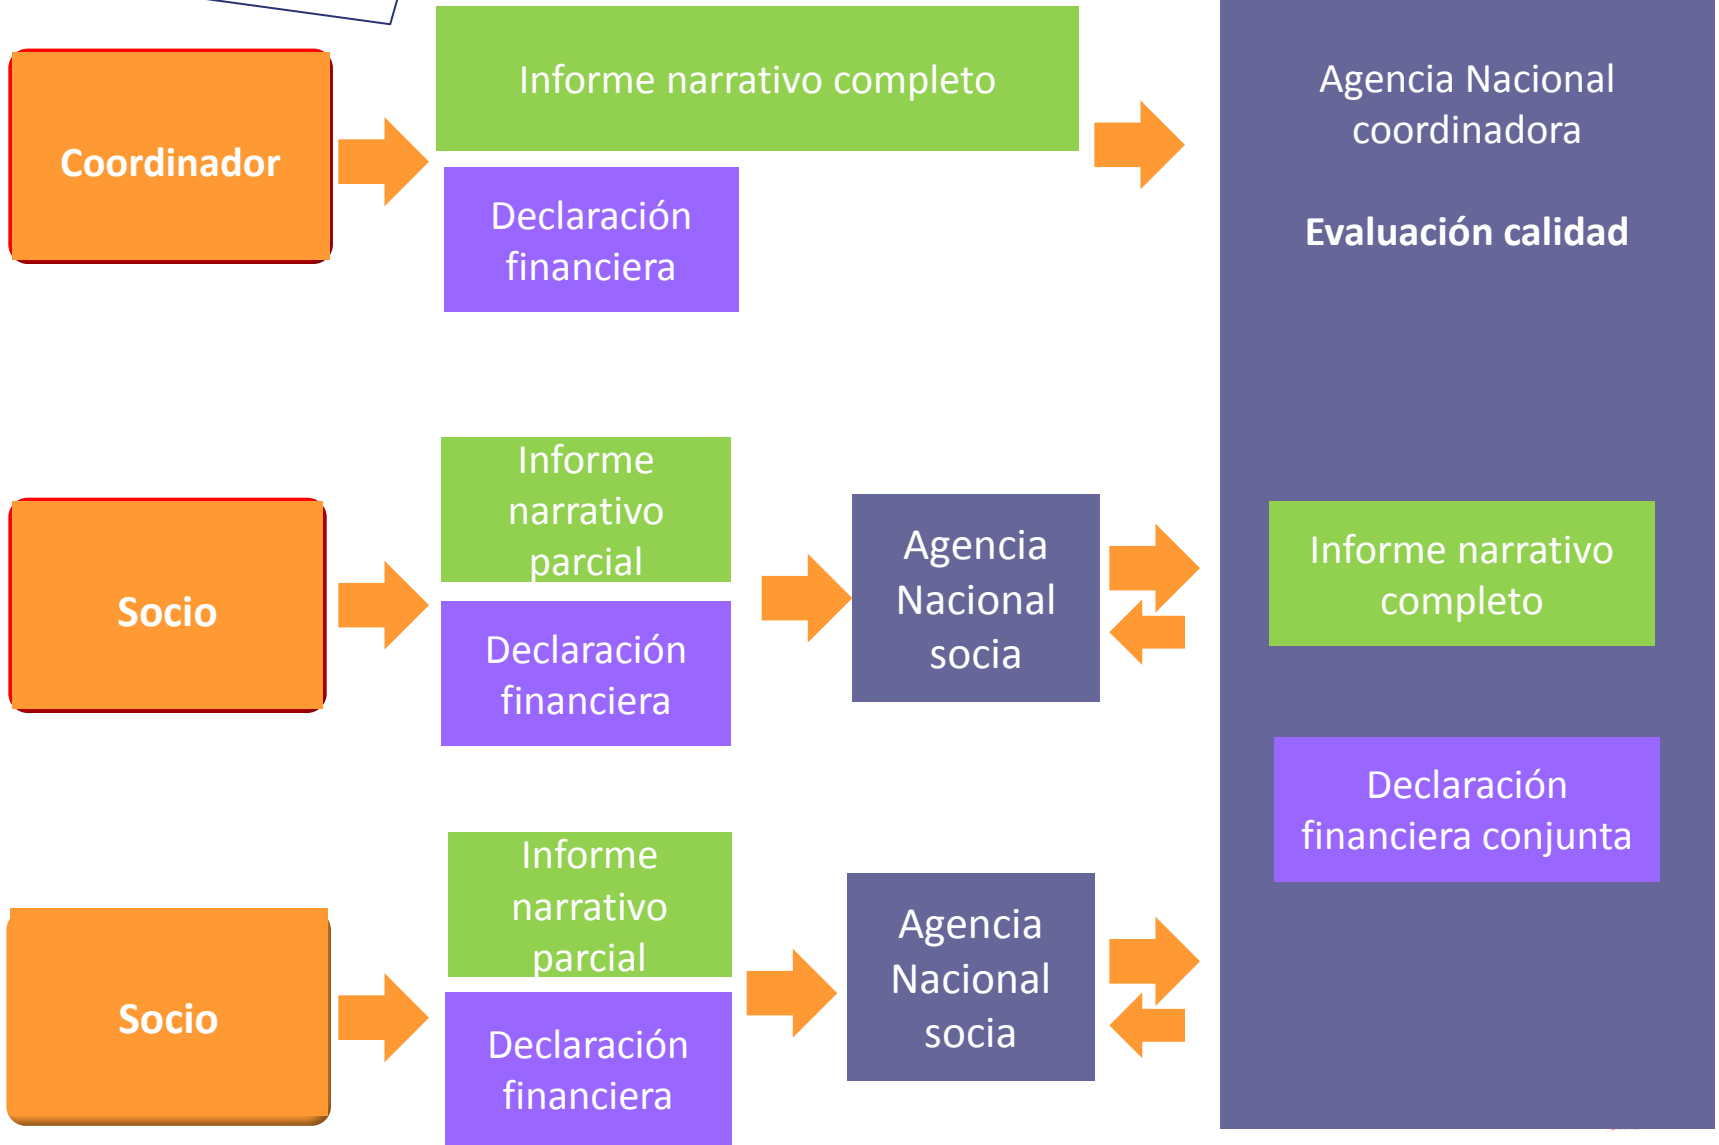 Informe narrativo completo
Coordinador
Declaración
financiera
Agencia Nacional
coordinadora
Evaluación calidad
Informe
narrativo
parcial
Socio
Declaración
financiera
Agencia
Nacional
socia
Informe narrativo
completo
Declaración
financiera conjunta
Informe
narrativo
parcial
Socio
Declaración
financiera
Agencia
Nacional
socia